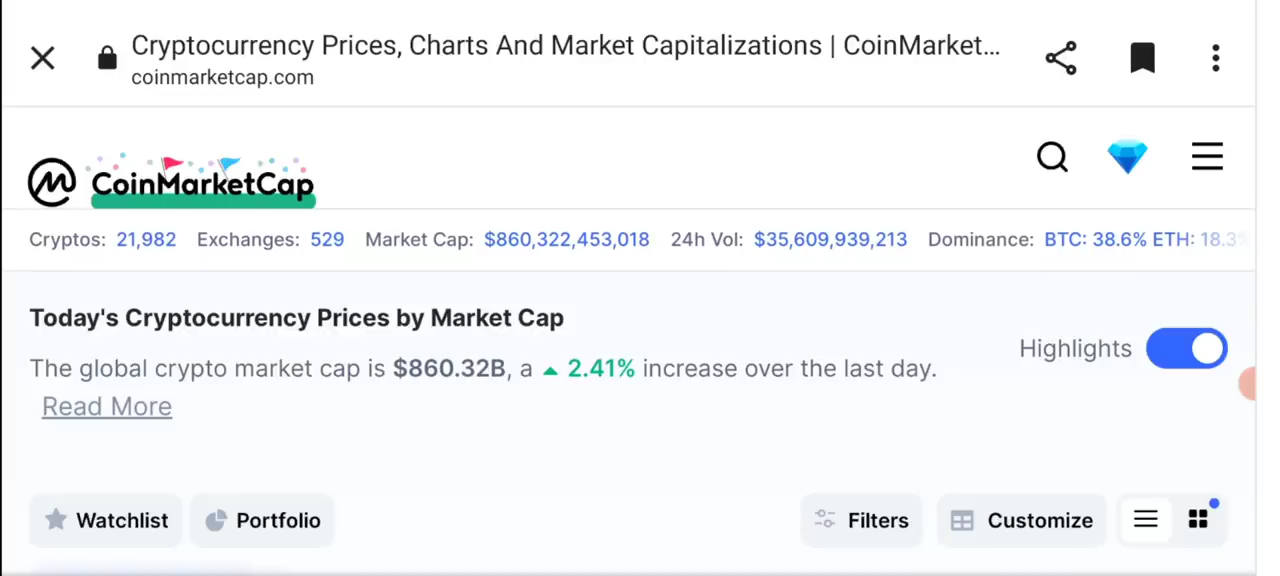 Cryptocurrency Prices, Charts And Market Capitalizations | CoinMarket...
coinmarketcap.com
CoinMarketCap
Cryptos: 21,982 Exchanges: 529 Market Cap: $860,322,453,018 24h Vol: $35,609,939,213 Dominance: BTC: 38.6% ETH: 18.3%
Today's Cryptocurrency Prices by Market Cap
Highlights
The global crypto market cap is $860.32B, a ▲ 2.41% increase over the last day.
Read More
Watchlist Portfolio Filters Customize